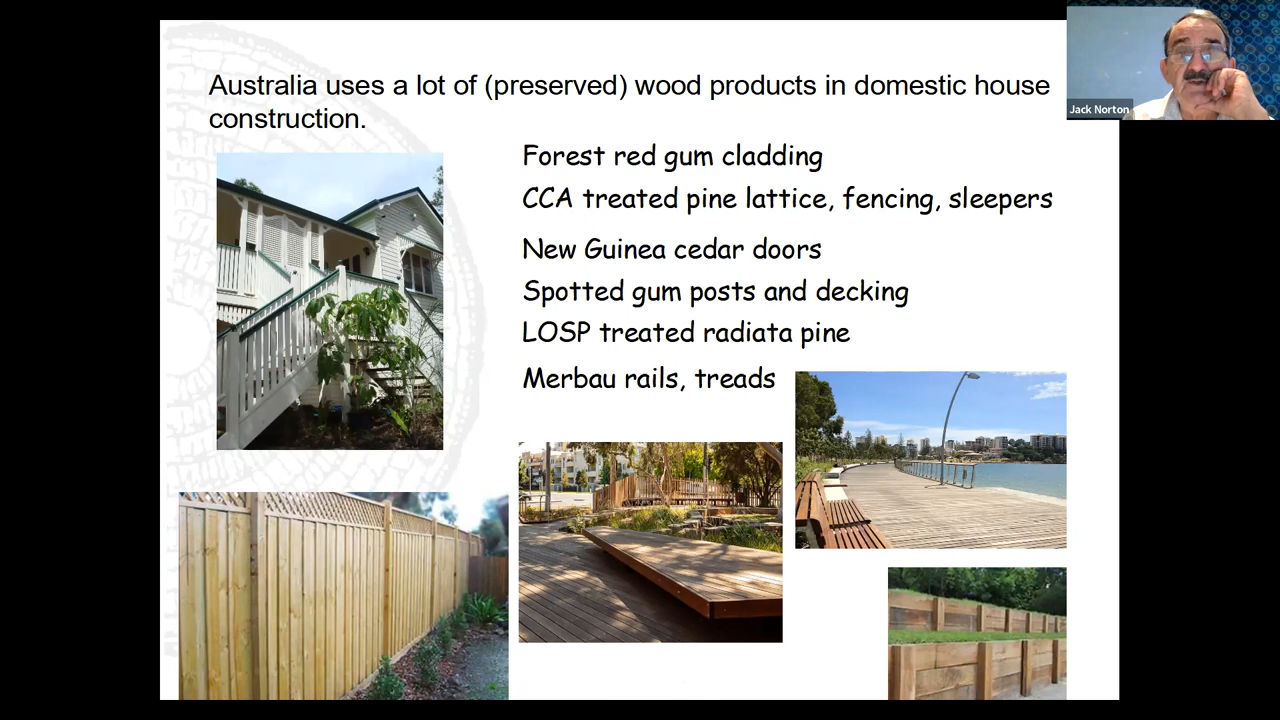 Australia uses a lot of (preserved) wood products in domestic house
construction.
Forest red gum cladding
CCA treated pine lattice, fencing, sleepers
New Guinea cedar doors
Spotted gum posts and decking
LOSP treated radiata pine
Merbau rails, treads
Jack Norton